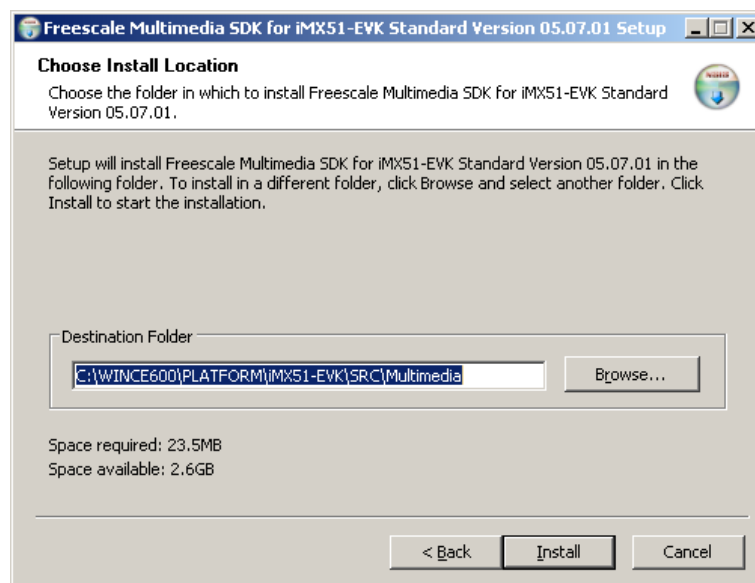 Freescale Multimedia SDK for iMX51-EVK Standard Version 05.07.01 Setup
Choose Install Location
Choose the folder in which to install Freescale Multimedia SDK for iMX51-EVK Standard
Version 05.07.01.
Setup will install Freescale Multimedia SDK for iMX51-EVK Standard Version 05.07.01 in the
following folder. To install in a different folder, click Browse and select another folder. Click
Install to start the installation.
Destination Folder
C:\WINCE600\PLATFORM\iMX51-EVK\SRC\Multimedia
Browse...
Space required: 23.5MB
Space available: 2.6GB
< Back
Install
Cancel